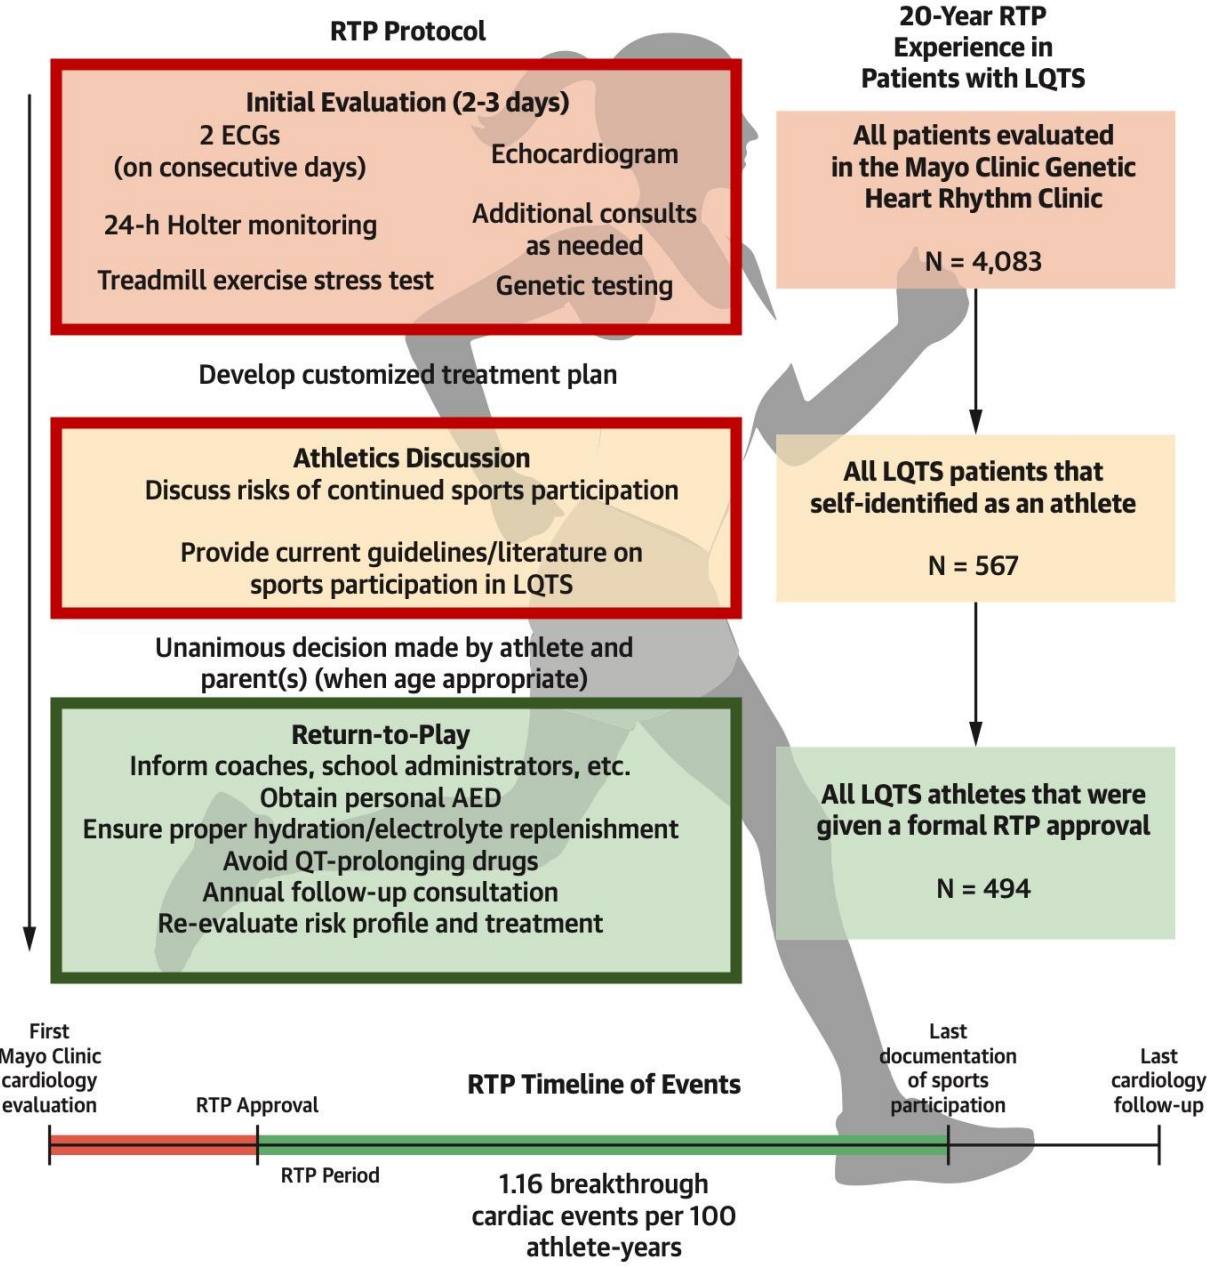 RTP Protocol
Initial Evaluation (2-3 days)
2 ECGs
(on consecutive days)
24-h Holter monitoring
Treadmill exercise stress test
Echocardiogram
Additional consults
as needed
Genetic testing
Develop customized treatment plan
Athletics Discussion
Discuss risks of continued sports participation
Provide current guidelines/literature on
sports participation in LQTS
Unanimous decision made by athlete and
parent(s) (when age appropriate)
Return-to-Play
Inform coaches, school administrators, etc.
Obtain personal AED
Ensure proper hydration/electrolyte replenishment
Avoid QT-prolonging drugs
Annual follow-up consultation
Re-evaluate risk profile and treatment
20-Year RTP
Experience in
Patients with LQTS
All patients evaluated
in the Mayo Clinic Genetic
Heart Rhythm Clinic
N = 4,083
All LQTS patients that
self-identified as an athlete
N = 567
All LQTS athletes that were
given a formal RTP approval
N = 494
RTP Timeline of Events
First
Mayo Clinic
cardiology
evaluation
RTP Approval
RTP Period
Last
documentation
of sports
participation
Last
cardiology
follow-up
1.16 breakthrough
cardiac events per 100
athlete-years